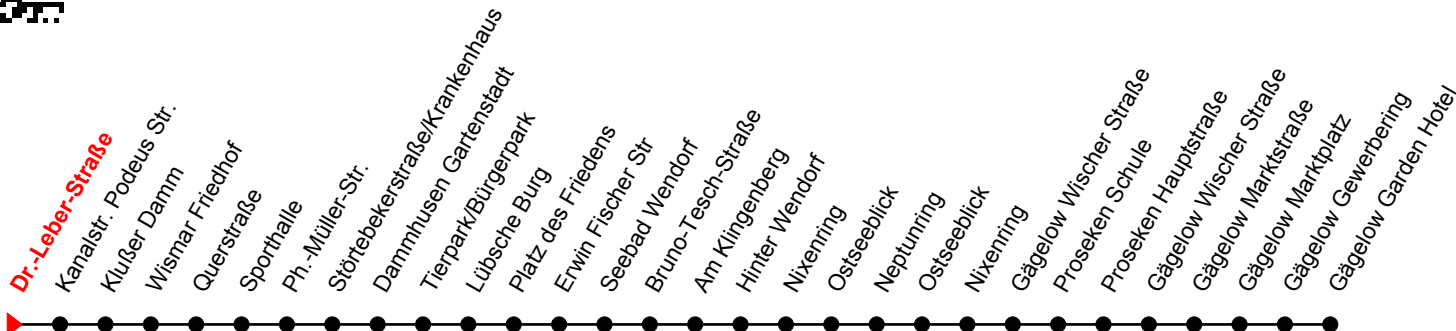 Dr.-Leber-Straße
Kanalstr. Podeus Str.
Klußer Damm
Wismar Friedhof
Querstraße
Sporthalle
Ph.-Müller-Str.
Störtebekerstraße/Krankenhaus
Dammhusen Gartenstadt
Tierpark/Bürgerpark
Lübsche Burg
Platz des Friedens
Erwin Fischer Str
Seebad Wendorf
Bruno-Tesch-Straße
Am Klingenberg
Hinter Wendorf
Nixenring
Ostseeblick
Neptunring
Ostseeblick
Nixenring
Gägelow Wischer Straße
Proseken Schule
Proseken Hauptstraße
Gägelow Wischer Straße
Gägelow Marktstraße
Gägelow Marktplatz
Gägelow Gewerbering
Gägelow Garden Hotel